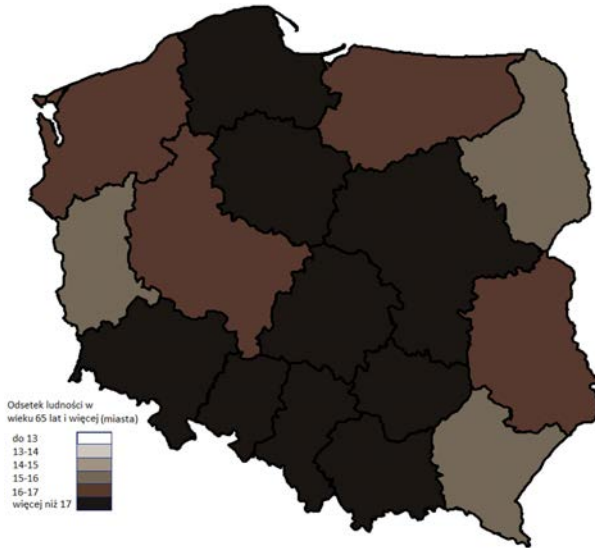 Odsetek ludności w
wieku 65 lat i więcej (miasta)
do 13
13-14
14-15
15-16
16-17
więcej niż 17